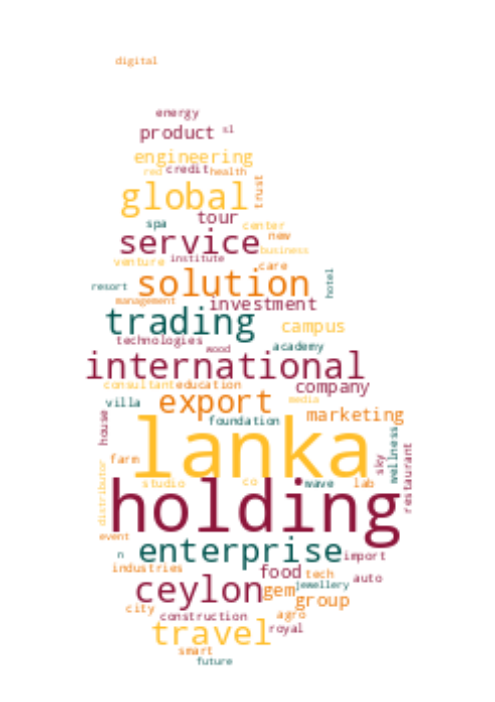 digital
energy
product sl
engineering
red credit health
global trust
tour
spa center
service new
business
venture institute care
solution hotel
resort
management investment
trading campus
technologies wood academy
international
consultant education company
villa export media
foundation marketing
house lanka wellness
farm sky restaurant
distributor studio co wave lab
holding
event
n enterprise import
industries food tech auto
ceylon gem jewellery
group
city construction agro
travel royal
smart
future